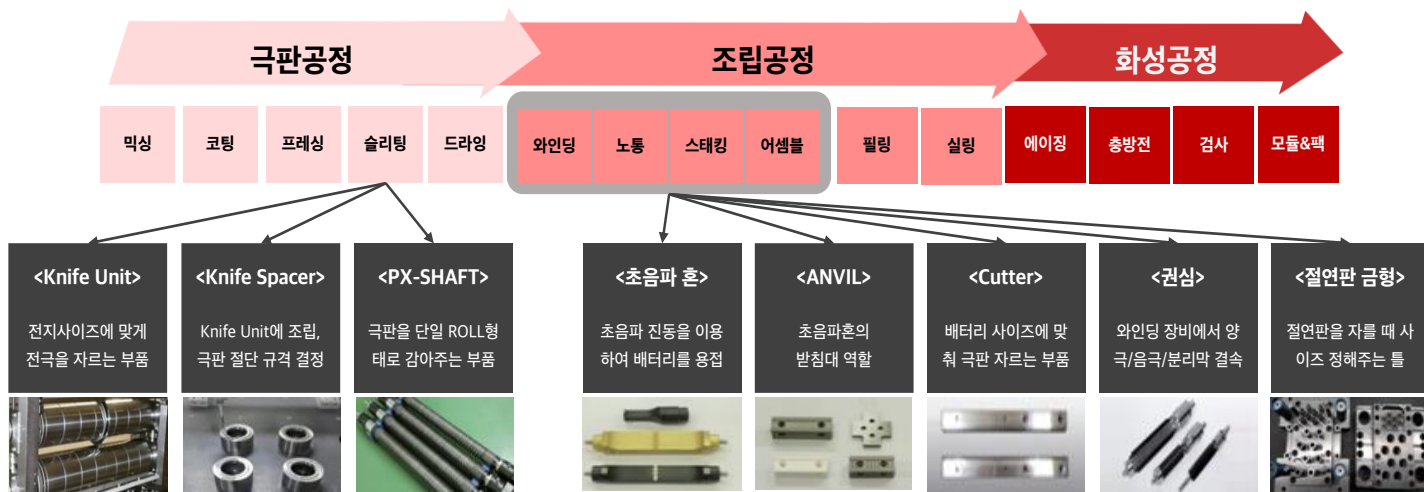 극판공정
조립공정
화성공정
믹싱
코팅
프레싱
슬리팅
드라잉
와인딩
노통
스태킹
어셈블
필링
실링
에이징
충방전
검사
모듈&팩
<Knife Unit>
전지사이즈에 맞게
전극을 자르는 부품
<Knife Spacer>
Knife Unit에 조립,
극판 절단 규격 결정
<PX-SHAFT>
극판을 단일 ROLL형
태로 감아주는 부품
<초음파 혼>
초음파 진동을 이용
하여 배터리를 용접
<ANVIL>
초음파혼의
받침대 역할
<Cutter>
배터리 사이즈에 맞
춰 극판 자르는 부품
<권심>
와인딩 장비에서 양
극/음극/분리막 결속
<절연판 금형>
절연판을 자를 때 사
이즈 정해주는 틀